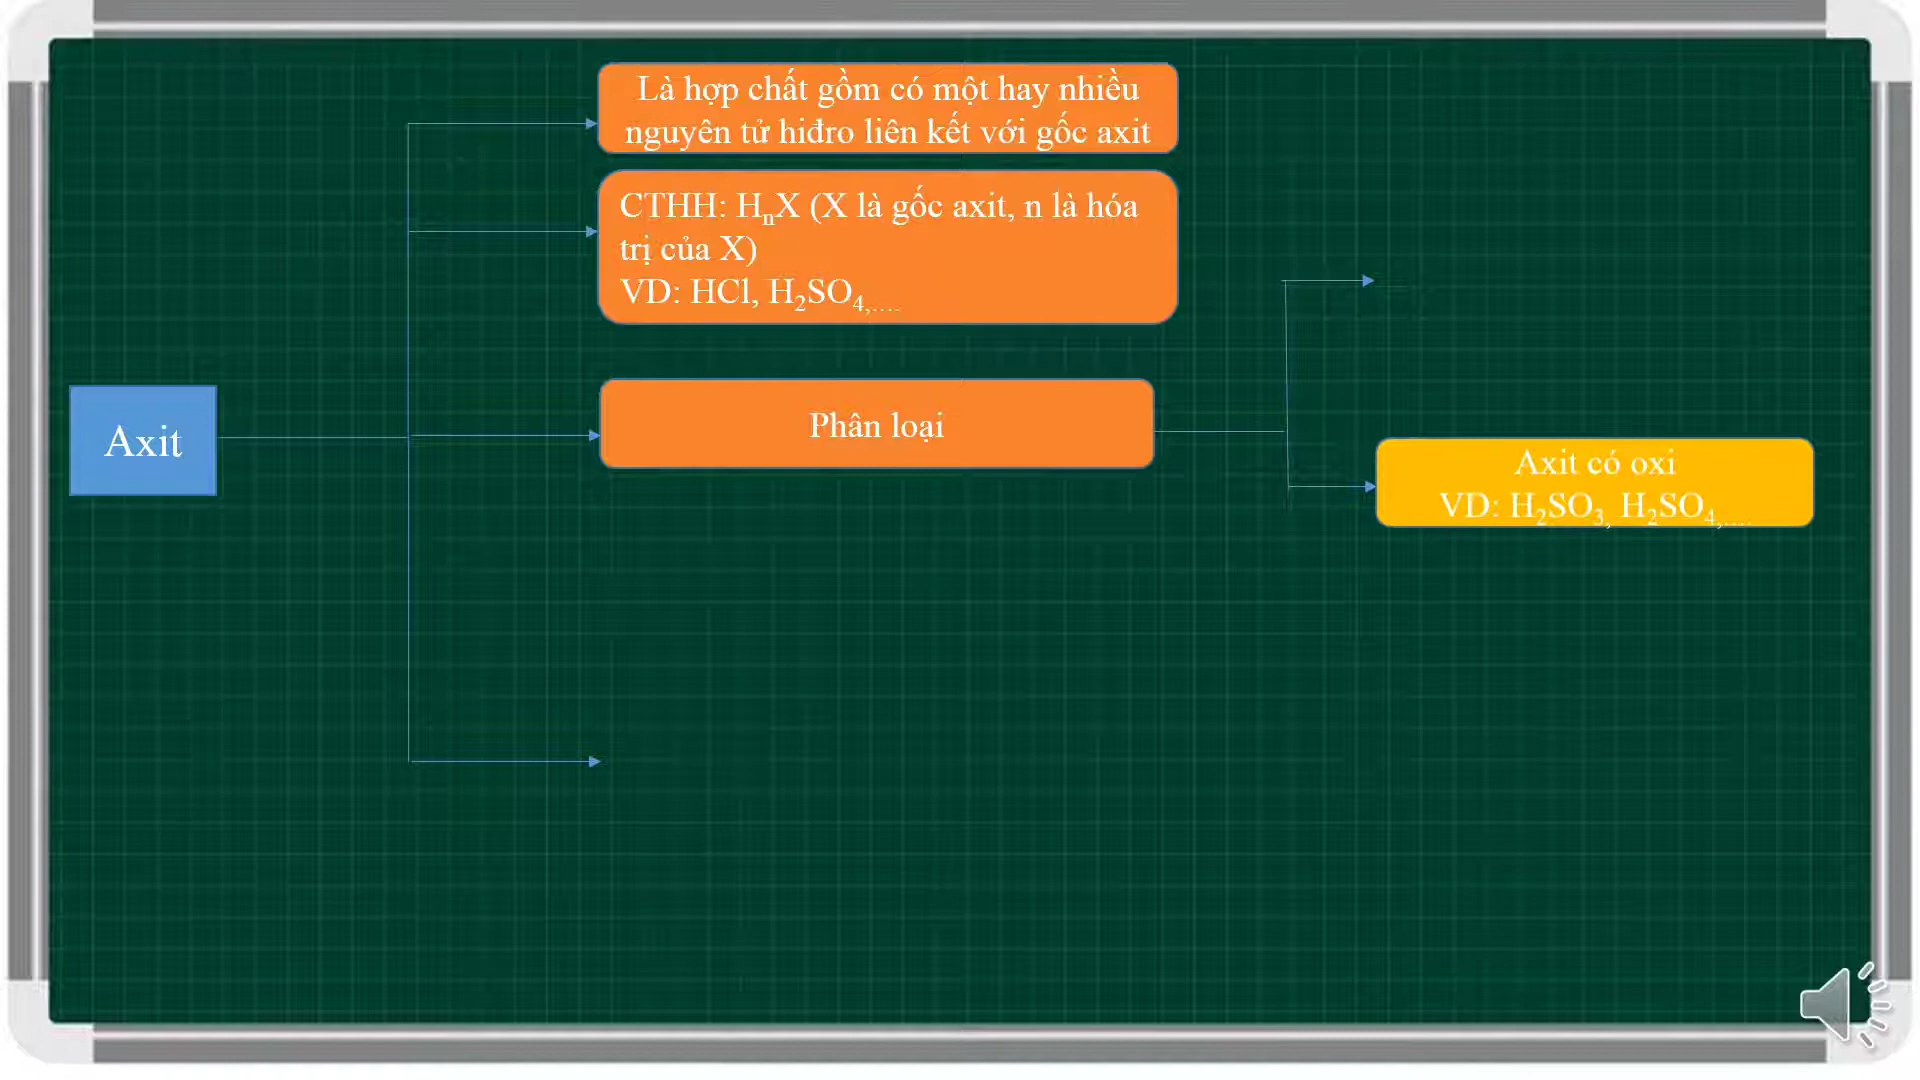 Là hợp chất gồm có một hay nhiều
nguyên tử hiđro liên kết với gốc axit
CTHH: HₙX (X là gốc axit, n là hóa
trị của X)
VD: HCl, H₂SO₄,....
Axit
Phân loại
Axit có oxi
VD: H₂SO₃, H₂SO₄,....